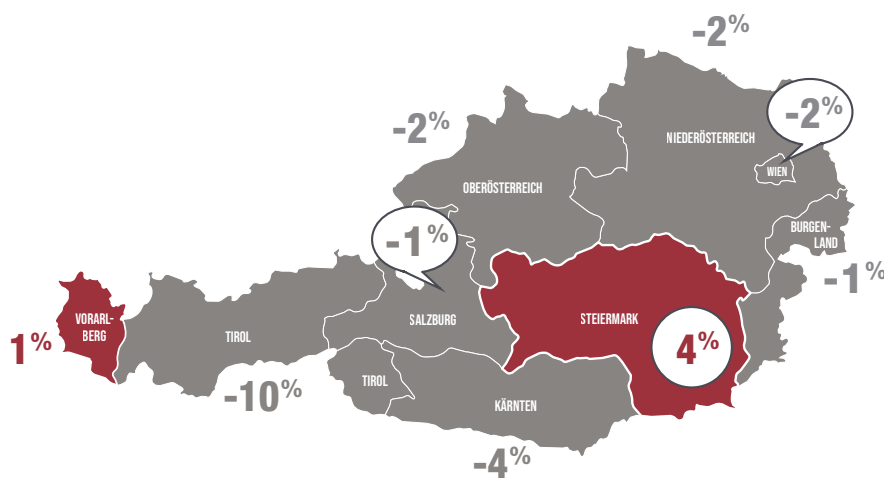 -2%
-2%
-2%
NIEDERÖSTERREICH
WIEN
OBERÖSTERREICH
BURGEN-
LAND
-1%
-1%
VORARL-
BERG
1%
TIROL
SALZBURG
STEIERMARK
4%
TIROL
-10%
KÄRNTEN
-4%